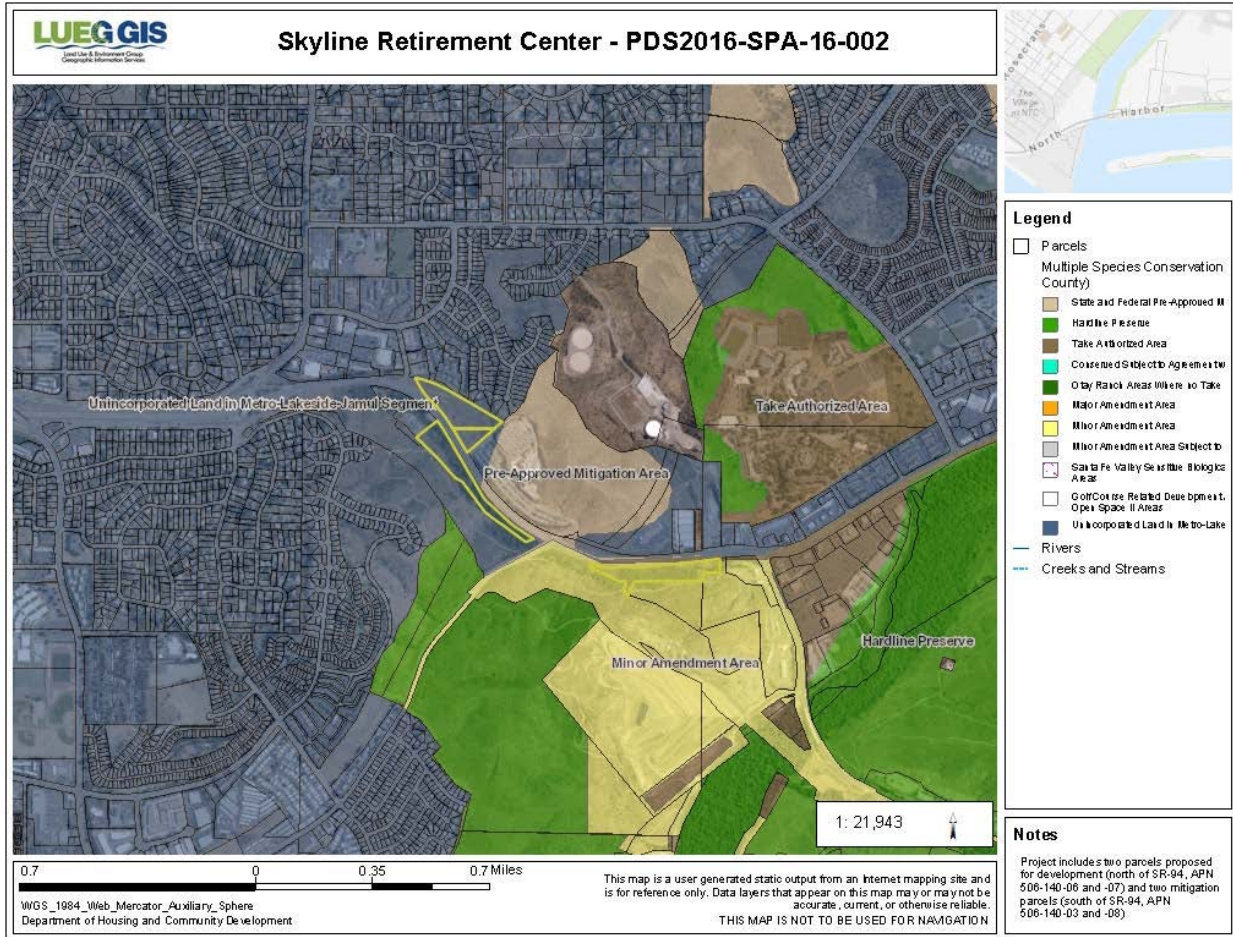 LUEG GIS
Land Use & Environment Group
Geographic Information Services
Skyline Retirement Center - PDS2016-SPA-16-002
The
Village
at NTC
North Harbor
Unincorporated Land in Metro-Lakeside-Jamul Segment
Take Authorized Area
Pre-Approved Mitigation Area
Hardline Preserve
Minor Amendment Area
1: 21,943
Legend
Parcels
Multiple Species Conservation
County)
State and Federal Pre-Approved M
Hardline Preserve
Take Authorized Area
Conserved Subject to Agreement w
Otay Ranch Areas Where no Take
Major Amendment Area
Minor Amendment Area
Minor Amendment Area Subject to
Santa Fe Valley Sensitive Biologica
Areas
Golf Course Related Development,
Open Space II Areas
Unincorporated Land in Metro-Lake
Rivers
Creeks and Streams
0.7 0 0.35 0.7 Miles
WGS_1984_Web_Mercator_Auxiliary_Sphere
Department of Housing and Community Development
This map is a user generated static output from an Internet mapping site and
is for reference only. Data layers that appear on this map may or may not be
accurate, current, or otherwise reliable.
THIS MAP IS NOT TO BE USED FOR NAVIGATION
Notes
Project includes two parcels proposed
for development (north of SR-94, APN
506-140-06 and -07) and two mitigation
parcels (south of SR-94, APN
506-140-03 and -08)